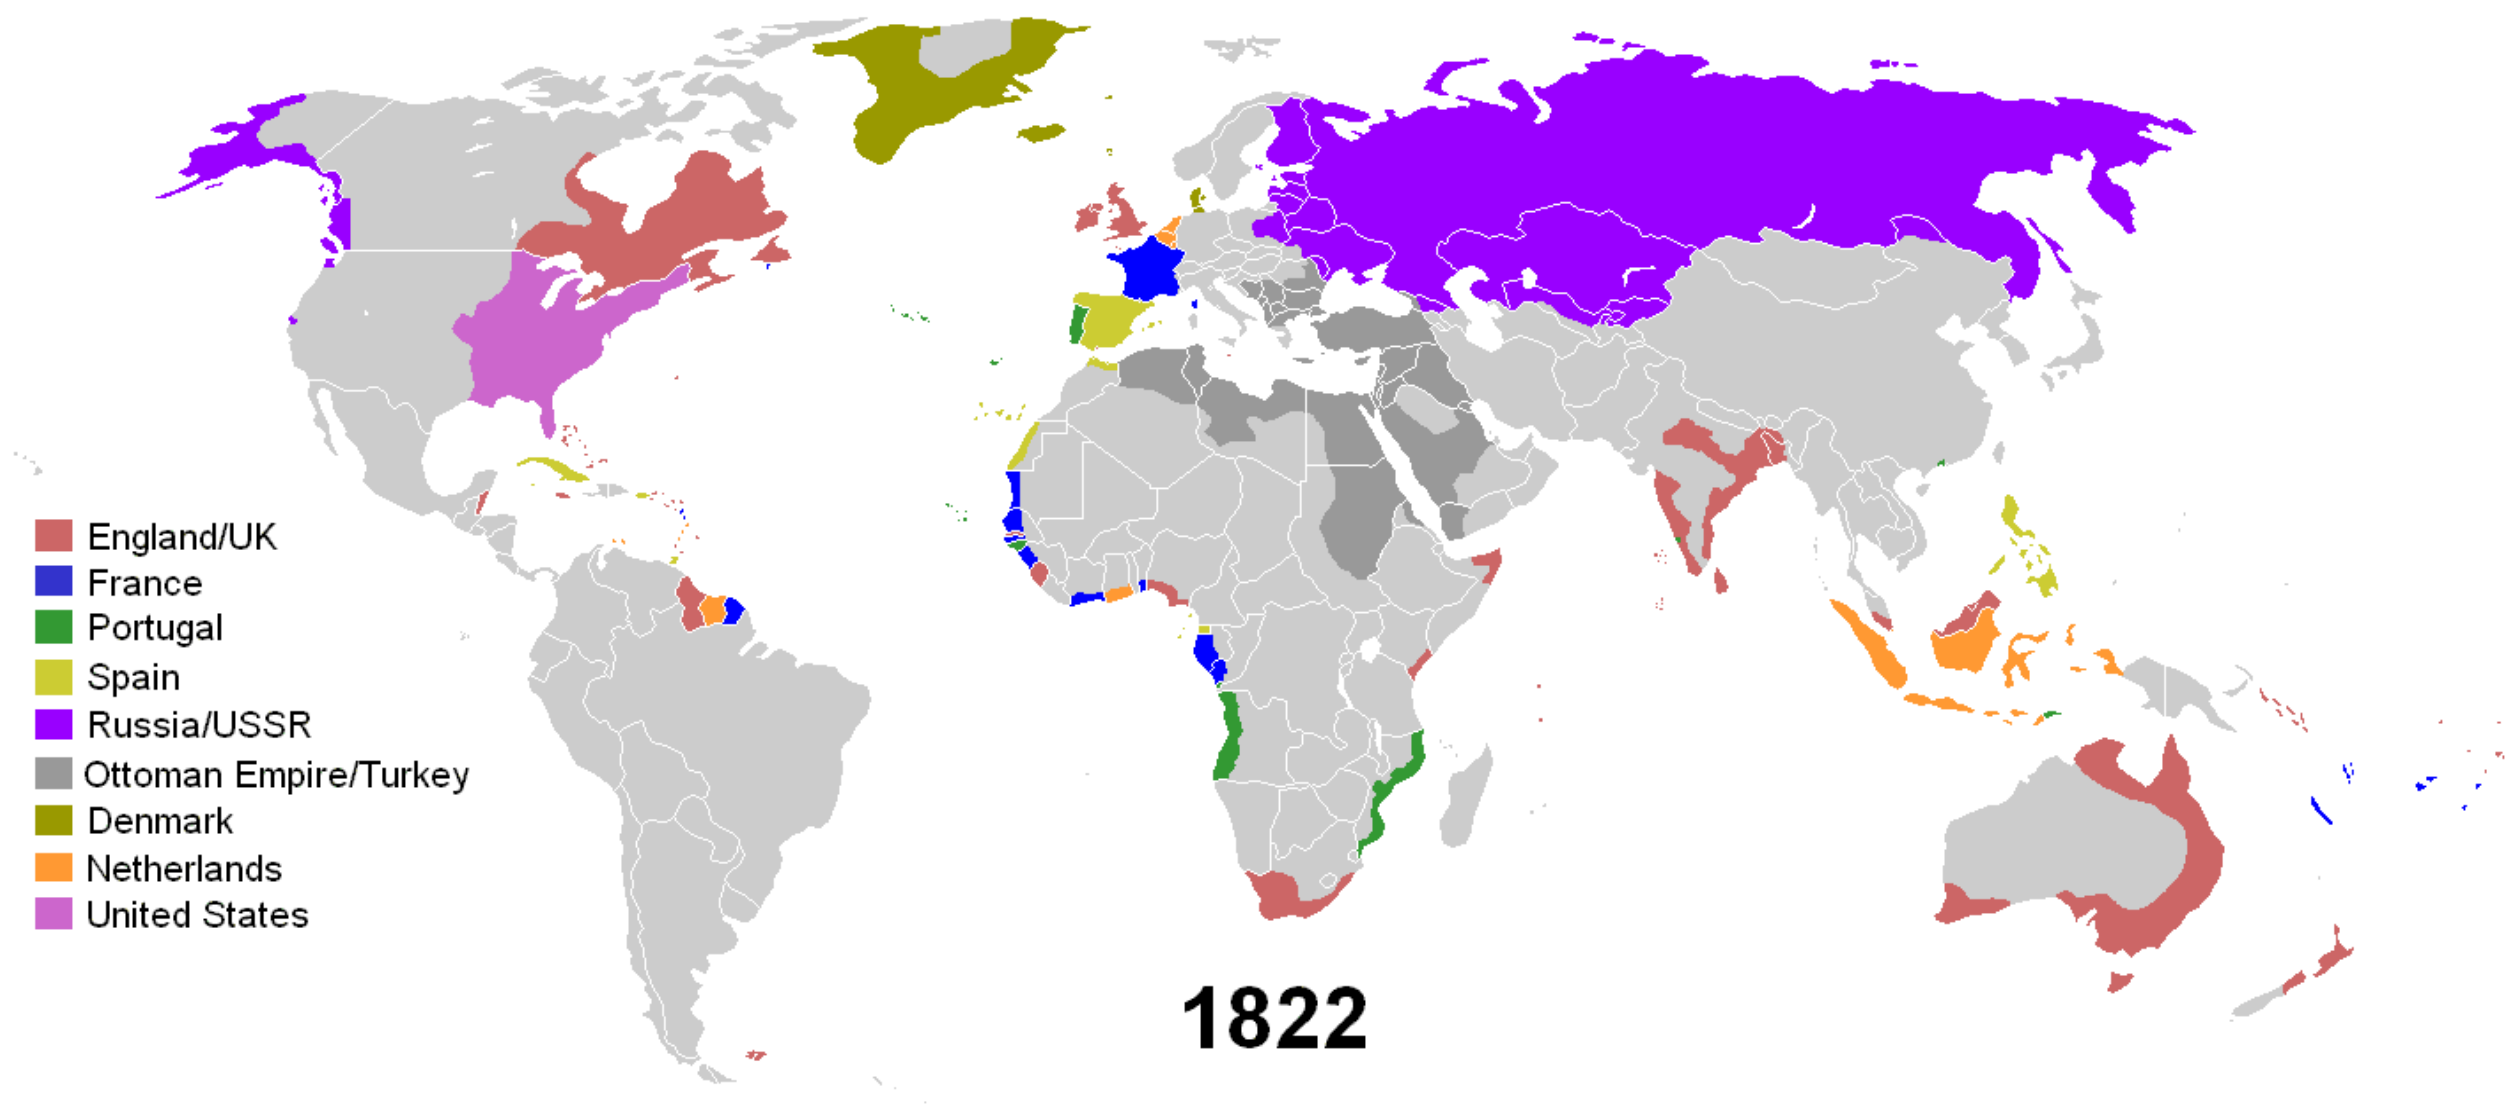 England/UK
France
Portugal
Spain
Russia/USSR
Ottoman Empire/Turkey
Denmark
Netherlands
United States
1822